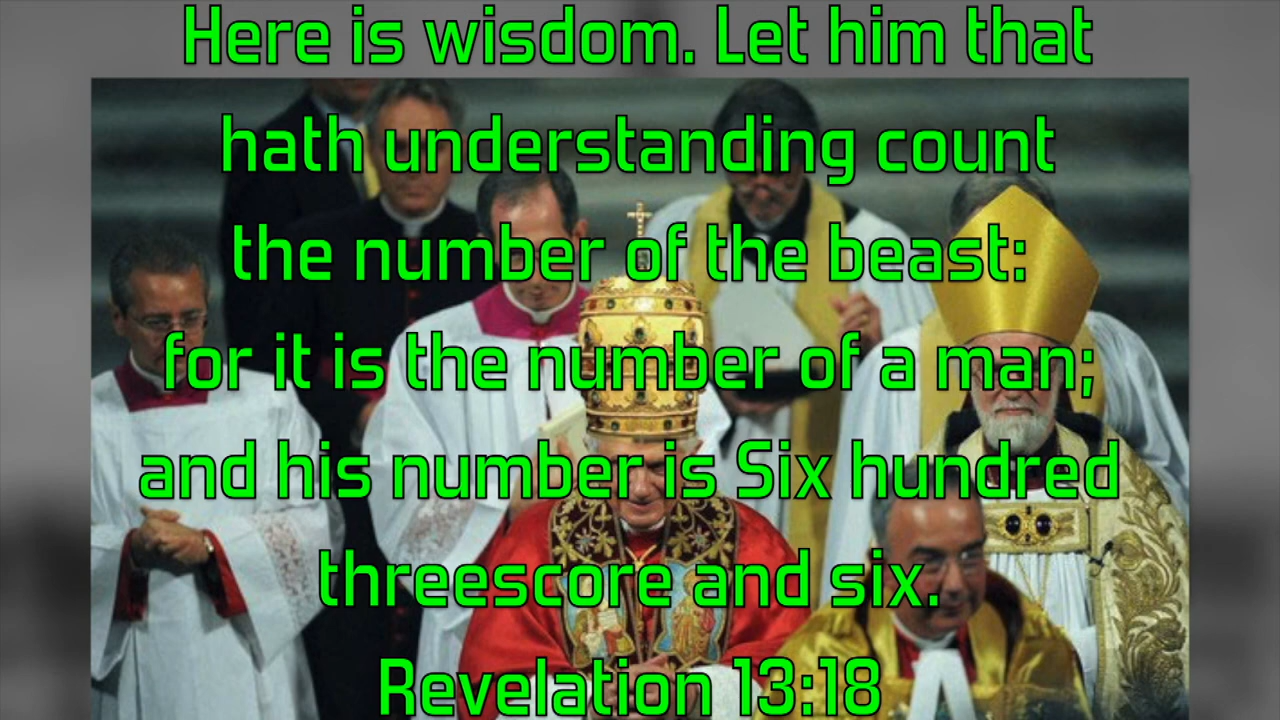 Here is wisdom. Let him that
hath understanding count
the number of the beast:
for it is the number of a man;
and his number is Six hundred
threescore and six.
Revelation 13:18